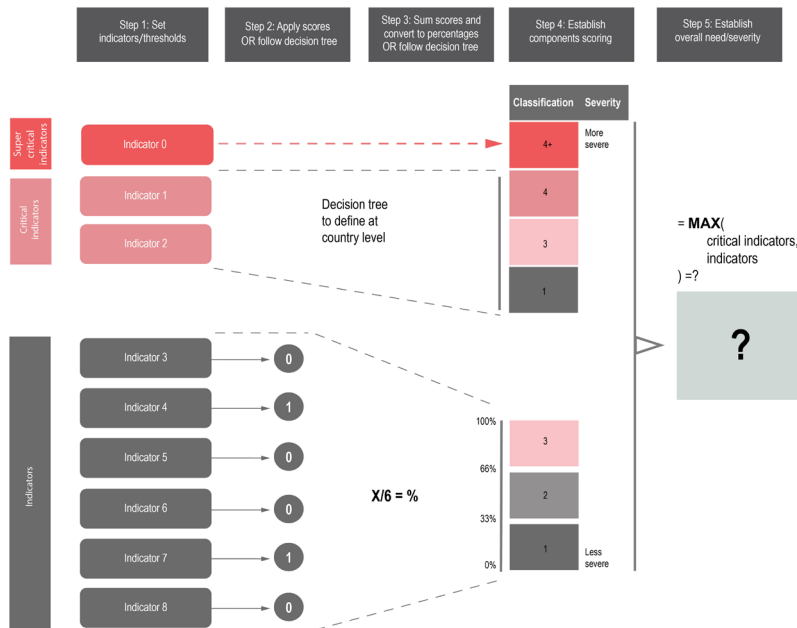 Step 1: Set
indicators/thresholds
Step 2: Apply scores
OR follow decision tree
Step 3: Sum scores and
convert to percentages
OR follow decision tree
Step 4: Establish
components scoring
Step 5: Establish
overall need/severity
Classification Severity
Super
critical
indicators
Indicator 0
4+
More
severe
Critical
indicators
Indicator 1
Indicator 2
Decision tree
to define at
country level
4
3
1
= MAX(
critical indicators,
indicators
) =?
?
Indicators
Indicator 3
0
Indicator 4
1
Indicator 5
0
Indicator 6
0
Indicator 7
1
Indicator 8
0
X/6 = %
100%
66%
33%
0%
3
2
1
Less
severe